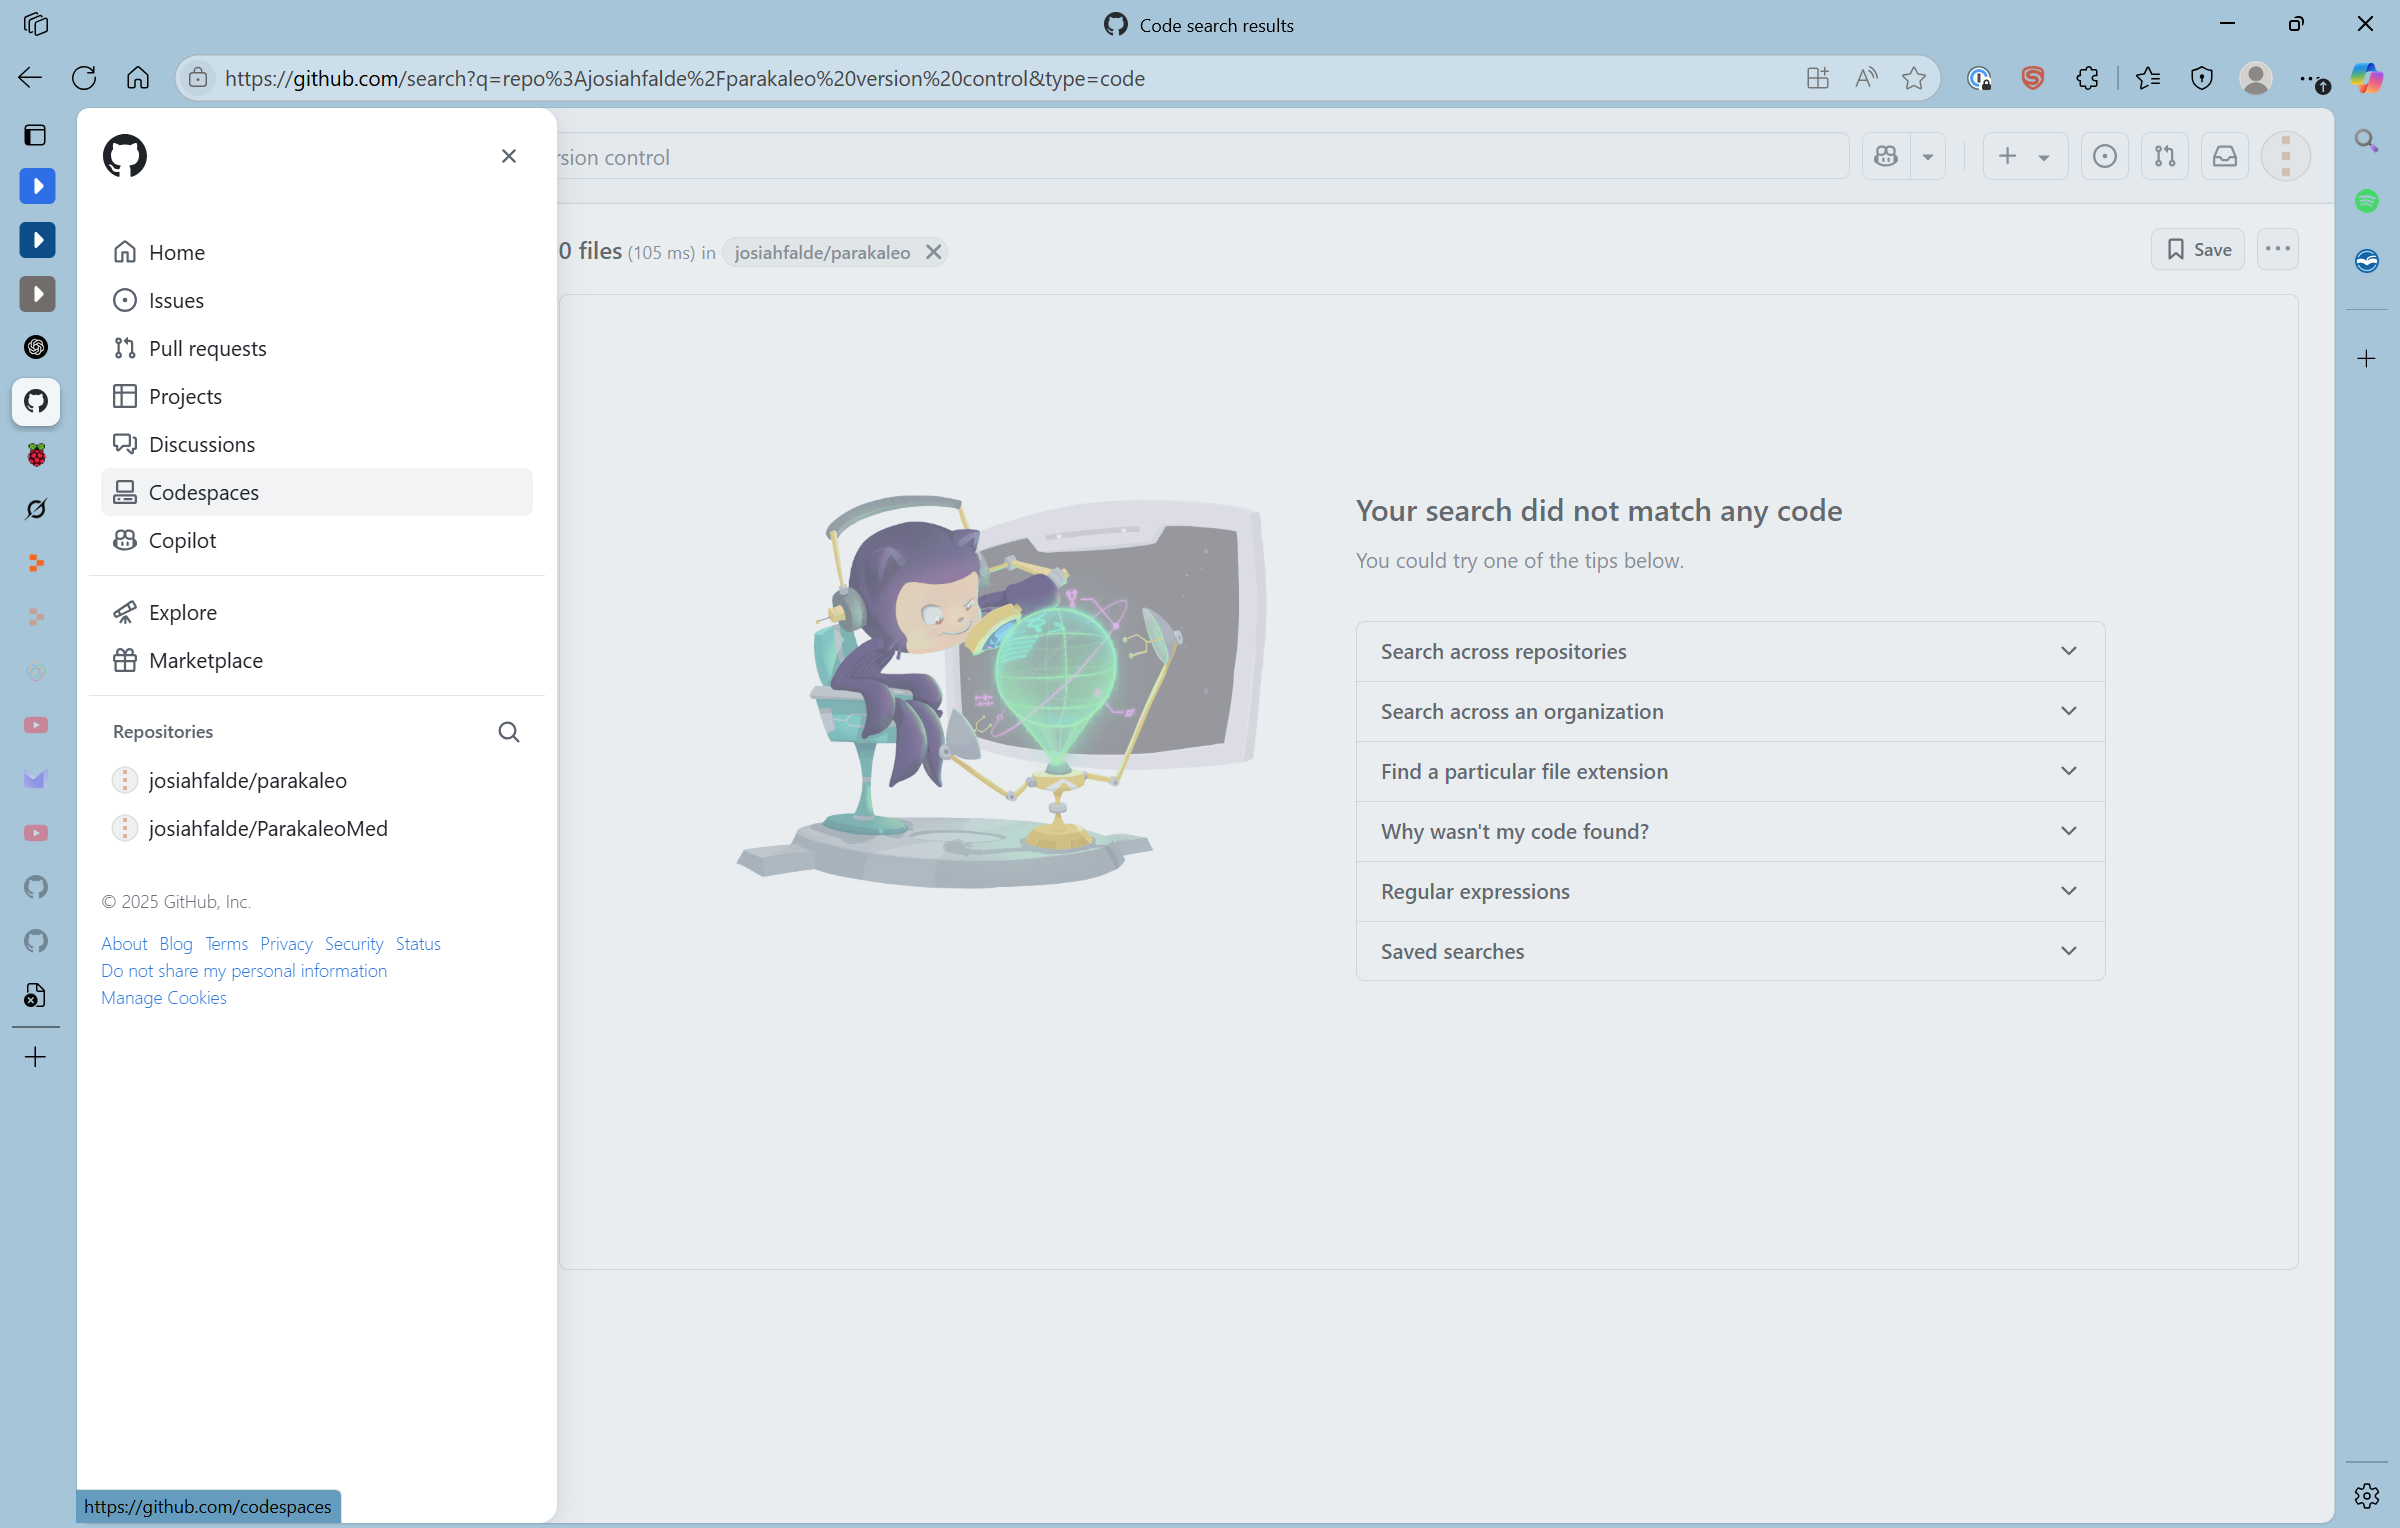 Code search results
https://github.com/search?q=repo%3Ajosiahfalde%2Fparakaleo%20version%20control&type=code
rsion control
Home
Issues
Pull requests
Projects
Discussions
Codespaces
Copilot
Explore
Marketplace
Repositories
josiahfalde/parakaleo
josiahfalde/ParakaleoMed
© 2025 GitHub, Inc.
About Blog Terms Privacy Security Status
Do not share my personal information
Manage Cookies
https://github.com/codespaces
0 files (105 ms) in josiahfalde/parakaleo
Save
Your search did not match any code
You could try one of the tips below.
Search across repositories
Search across an organization
Find a particular file extension
Why wasn't my code found?
Regular expressions
Saved searches